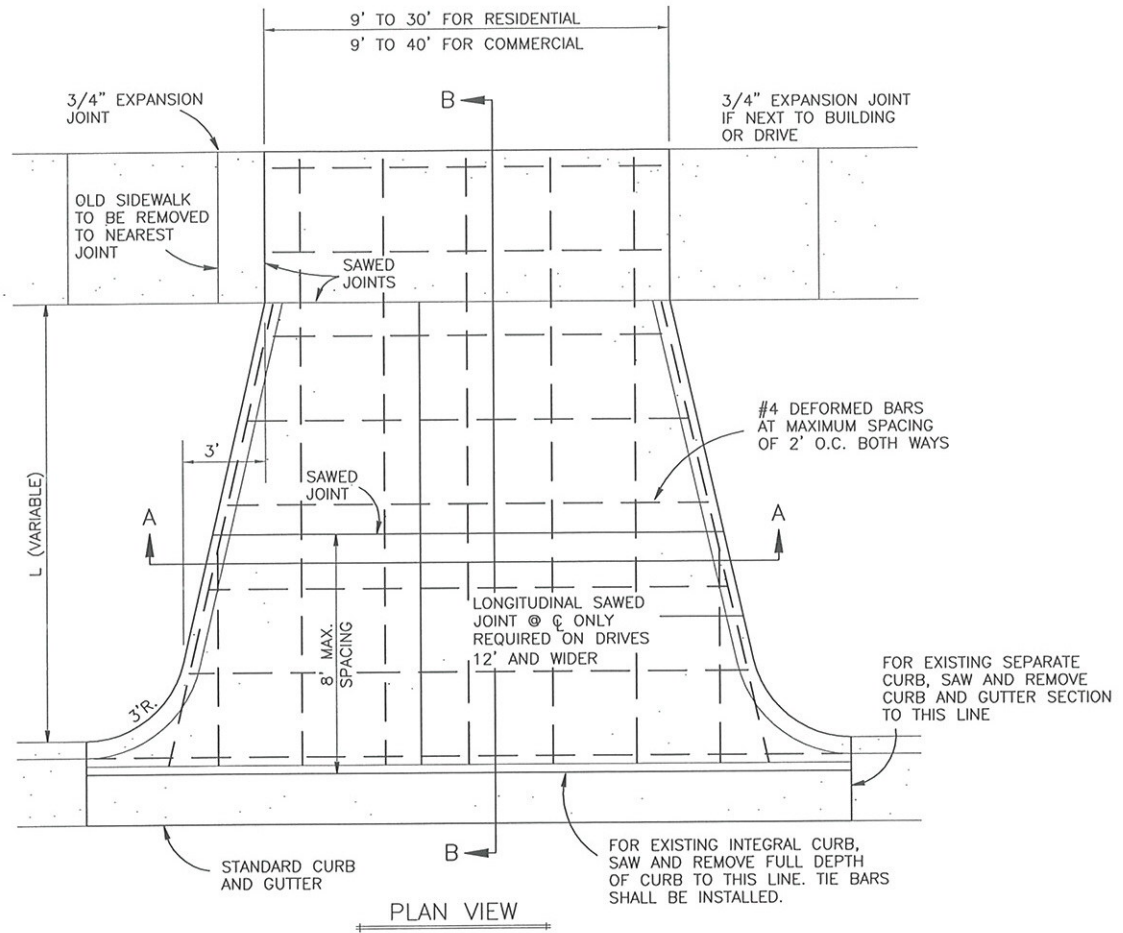 9' TO 30' FOR RESIDENTIAL
9' TO 40' FOR COMMERCIAL
B
3/4" EXPANSION
JOINT
3/4" EXPANSION JOINT
IF NEXT TO BUILDING
OR DRIVE
OLD SIDEWALK
TO BE REMOVED
TO NEAREST
JOINT
SAWED
JOINTS
#4 DEFORMED BARS
AT MAXIMUM SPACING
OF 2' O.C. BOTH WAYS
3'
SAWED
JOINT
A
A
L (VARIABLE)
8' MAX.
SPACING
LONGITUDINAL SAWED
JOINT @ ℄ ONLY
REQUIRED ON DRIVES
12' AND WIDER
FOR EXISTING SEPARATE
CURB, SAW AND REMOVE
CURB AND GUTTER SECTION
TO THIS LINE
3'R.
B
STANDARD CURB
AND GUTTER
FOR EXISTING INTEGRAL CURB,
SAW AND REMOVE FULL DEPTH
OF CURB TO THIS LINE. TIE BARS
SHALL BE INSTALLED.
PLAN VIEW